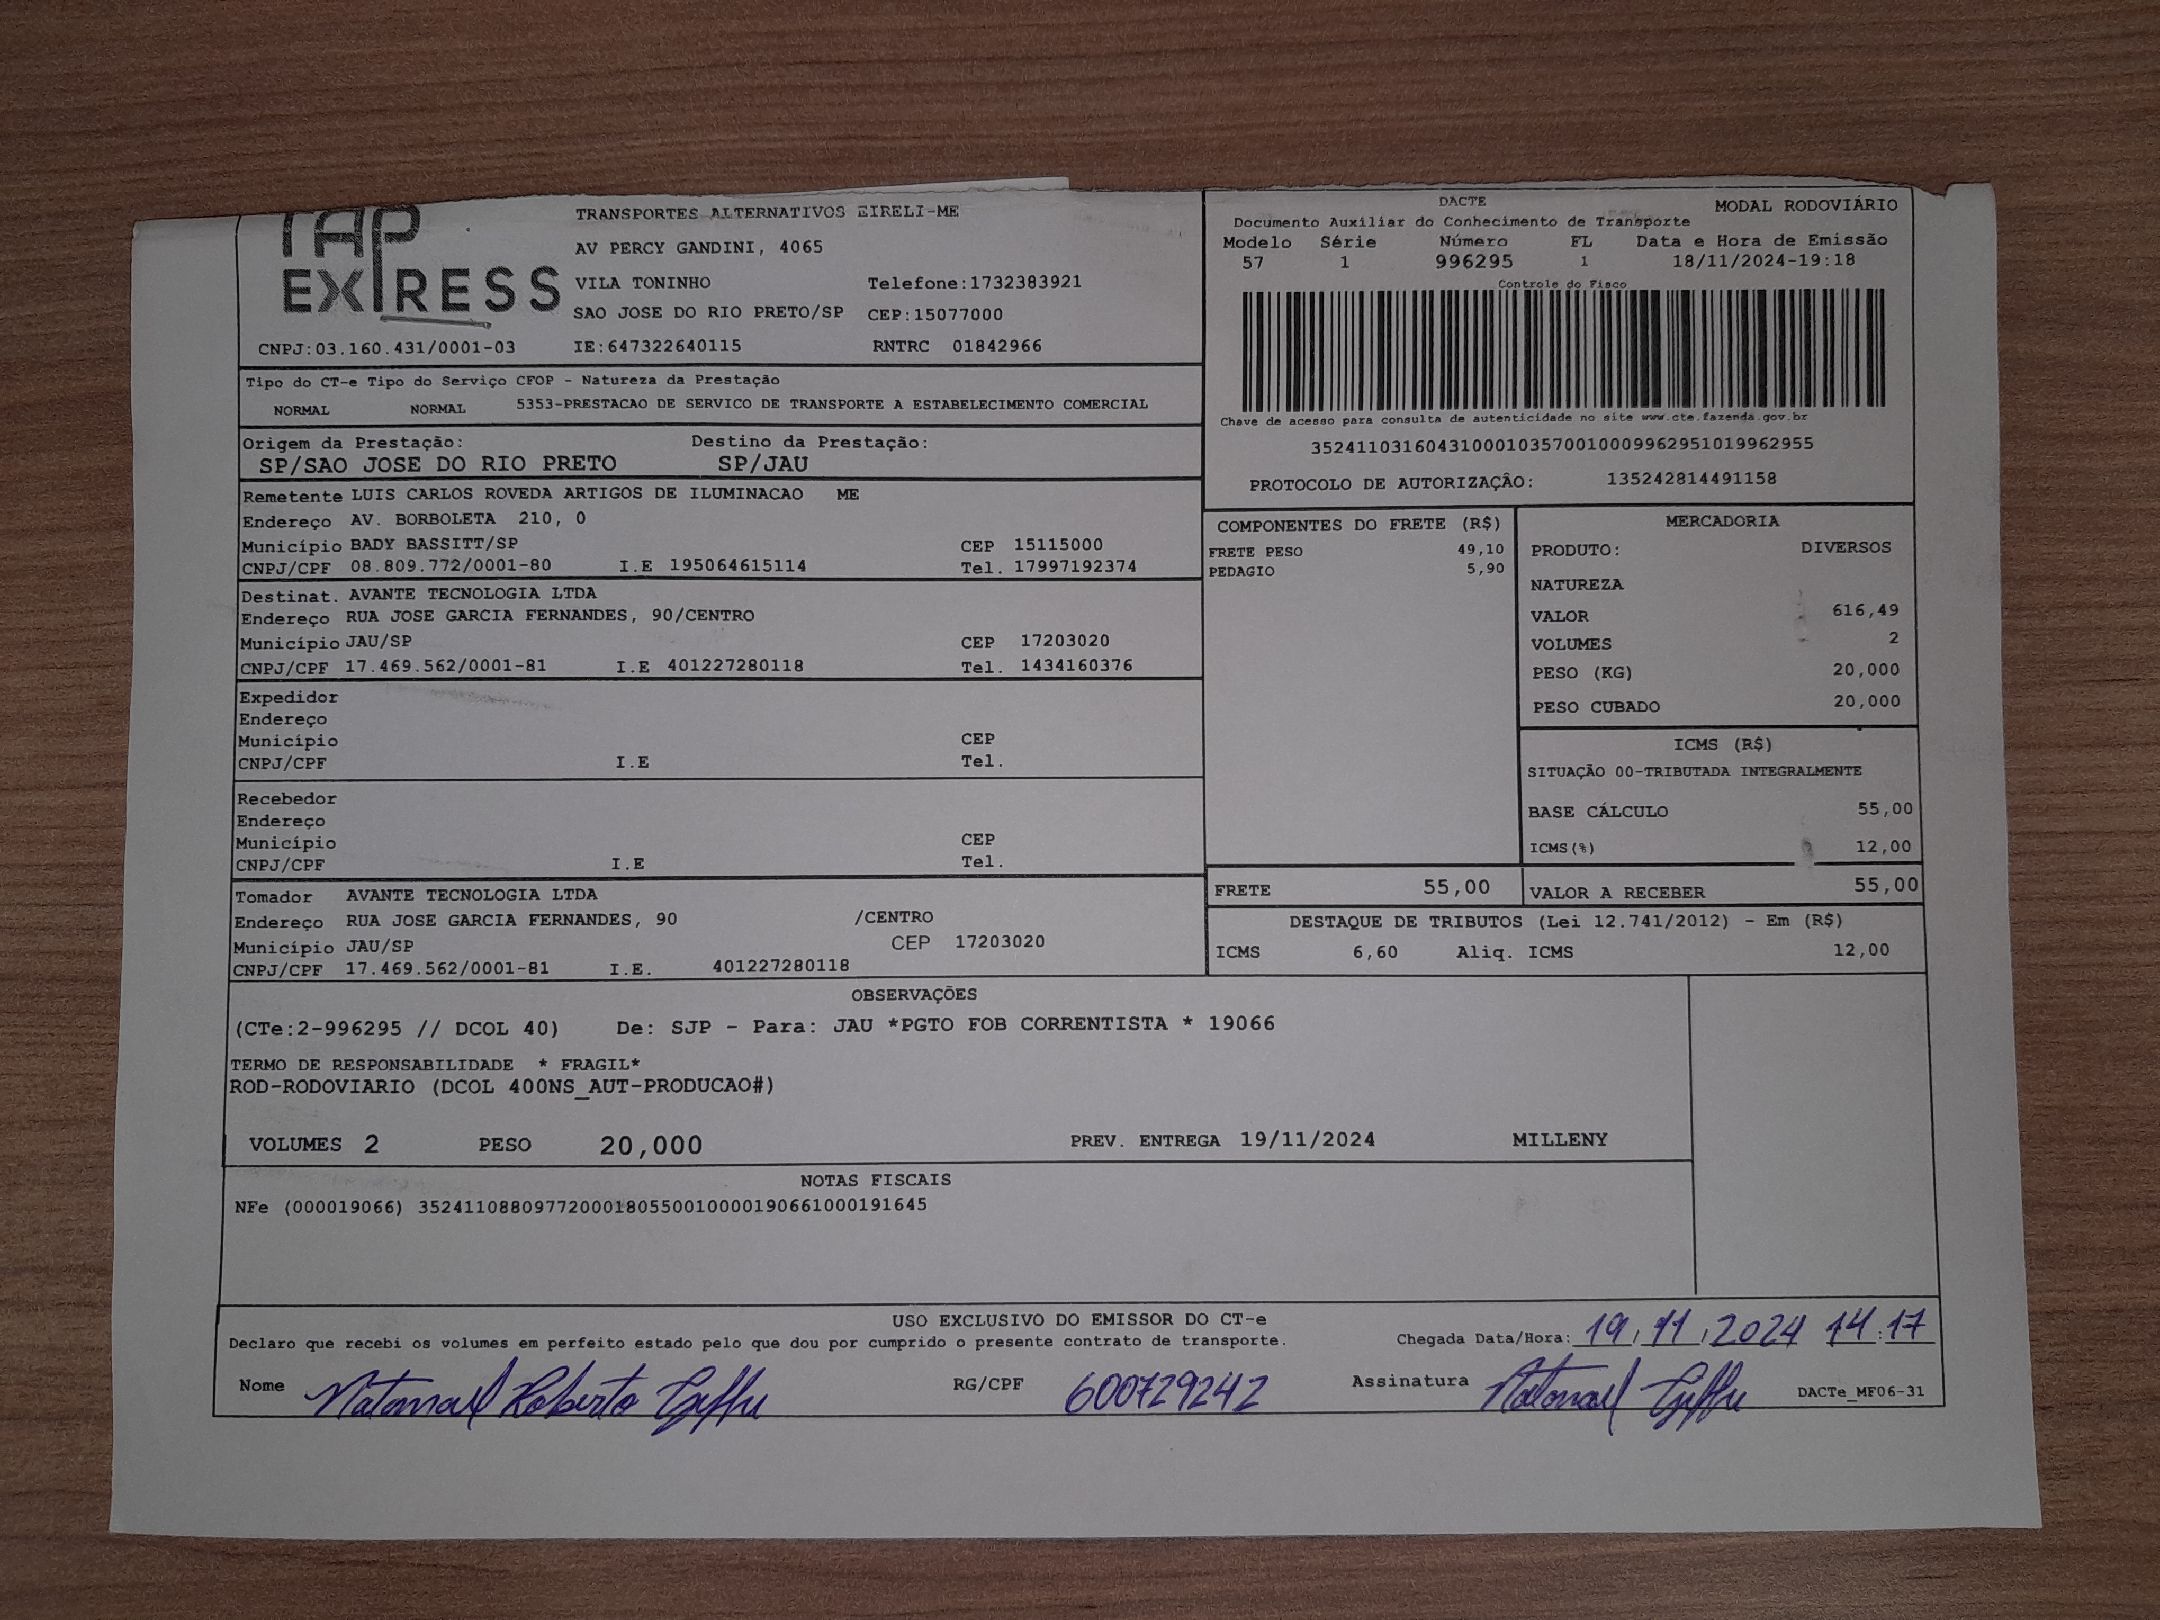 TAP
EXPRESS
TRANSPORTES ALTERNATIVOS EIRELI-ME
AV PERCY GANDINI, 4065
VILA TONINHO Telefone:1732383921
SAO JOSE DO RIO PRETO/SP CEP:15077000
CNPJ:03.160.431/0001-03 IE:647322640115 RNTRC 01842966
DACTE MODAL RODOVIÁRIO
Documento Auxiliar do Conhecimento de Transporte
Modelo Série Número FL Data e Hora de Emissão
57 1 996295 1 18/11/2024-19:18
Controle do Fisco
Chave de acesso para consulta de autenticidade no site www.cte.fazenda.gov.br
35241103160431000103570010009962951019962955
PROTOCOLO DE AUTORIZAÇÂO: 135242814491158
Tipo do CT-e Tipo do Serviço CFOP - Natureza da Prestação
NORMAL NORMAL 5353-PRESTACAO DE SERVICO DE TRANSPORTE A ESTABELECIMENTO COMERCIAL
Origem da Prestação: Destino da Prestação:
SP/SAO JOSE DO RIO PRETO SP/JAU
Remetente LUIS CARLOS ROVEDA ARTIGOS DE ILUMINACAO ME
Endereço AV. BORBOLETA 210, 0
Município BADY BASSITT/SP CEP 15115000
CNPJ/CPF 08.809.772/0001-80 I.E 195064615114 Tel. 17997192374
Destinat. AVANTE TECNOLOGIA LTDA
Endereço RUA JOSE GARCIA FERNANDES, 90/CENTRO
Município JAU/SP CEP 17203020
CNPJ/CPF 17.469.562/0001-81 I.E 401227280118 Tel. 1434160376
Expedidor
Endereço
Município CEP
CNPJ/CPF I.E Tel.
Recebedor
Endereço
Município CEP
CNPJ/CPF I.E Tel.
Tomador AVANTE TECNOLOGIA LTDA
Endereço RUA JOSE GARCIA FERNANDES, 90 /CENTRO
Município JAU/SP CEP 17203020
CNPJ/CPF 17.469.562/0001-81 I.E. 401227280118
COMPONENTES DO FRETE (R$)
FRETE PESO 49,10
PEDAGIO 5,90
MERCADORIA
PRODUTO: DIVERSOS
NATUREZA
VALOR 616,49
VOLUMES 2
PESO (KG) 20,000
PESO CUBADO 20,000
ICMS (R$)
SITUAÇÃO 00-TRIBUTADA INTEGRALMENTE
BASE CÁLCULO 55,00
ICMS(%) 12,00
FRETE 55,00 VALOR A RECEBER 55,00
DESTAQUE DE TRIBUTOS (Lei 12.741/2012) - Em (R$)
ICMS 6,60 Aliq. ICMS 12,00
OBSERVAÇÕES
(CTe:2-996295 // DCOL 40) De: SJP - Para: JAU *PGTO FOB CORRENTISTA * 19066
TERMO DE RESPONSABILIDADE * FRAGIL*
ROD-RODOVIARIO (DCOL 400NS_AUT-PRODUCAO#)
VOLUMES 2 PESO 20,000 PREV. ENTREGA 19/11/2024 MILLENY
NOTAS FISCAIS
NFe (000019066) 35241108809772000180550010000190661000191645
USO EXCLUSIVO DO EMISSOR DO CT-e
Declaro que recebi os volumes em perfeito estado pelo que dou por cumprido o presente contrato de transporte. Chegada Data/Hora: 19/11/2024 14:17
Nome Roberto RG/CPF 600729242 Assinatura DACTe_MF06-31